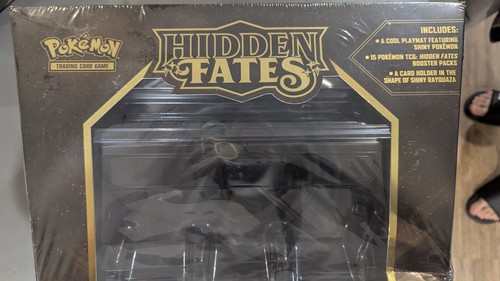 Pokémon
TRADING CARD GAME
HIDDEN
FATES
INCLUDES:
• A COOL PLAYMAT FEATURING
SHINY POKÉMON
• 15 POKÉMON TCG: HIDDEN FATES
BOOSTER PACKS
• A CARD HOLDER IN THE
SHAPE OF SHINY RAYQUAZA